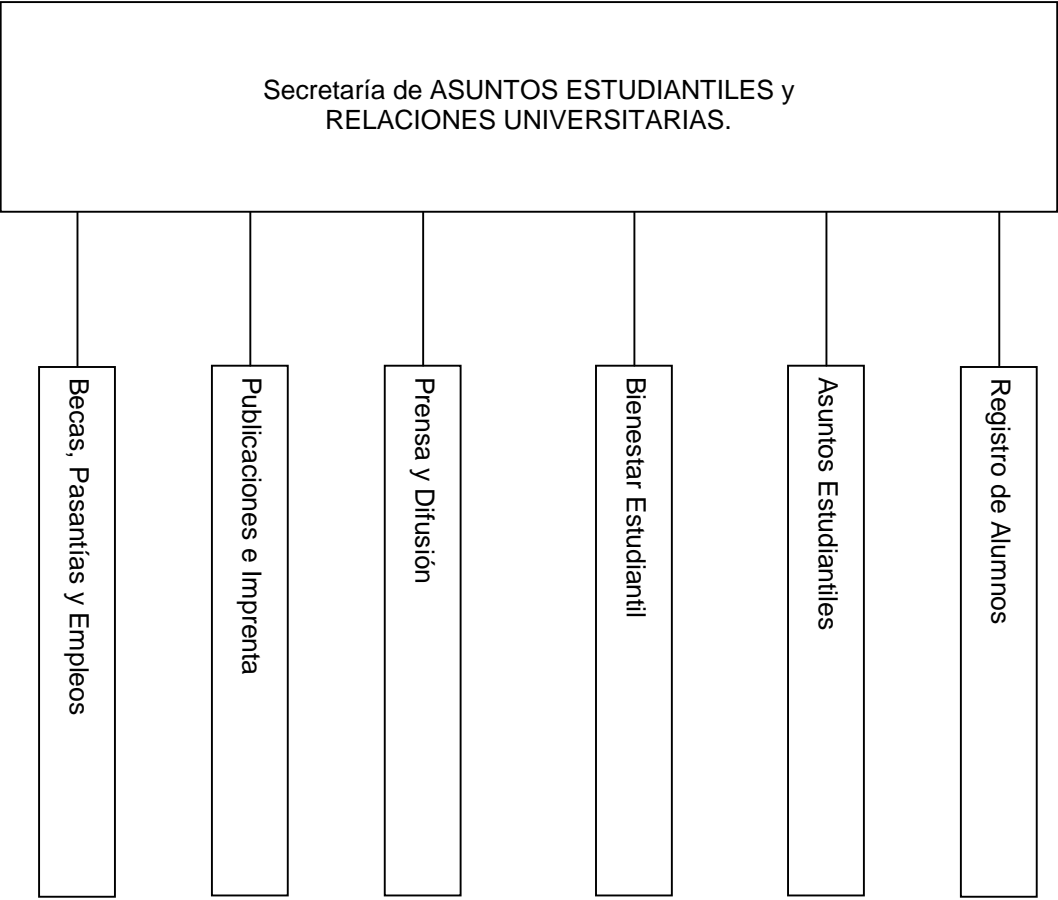 Secretaría de ASUNTOS ESTUDIANTILES y
RELACIONES UNIVERSITARIAS.
Becas, Pasantías y Empleos
Publicaciones e Imprenta
Prensa y Difusión
Bienestar Estudiantil
Asuntos Estudiantiles
Registro de Alumnos